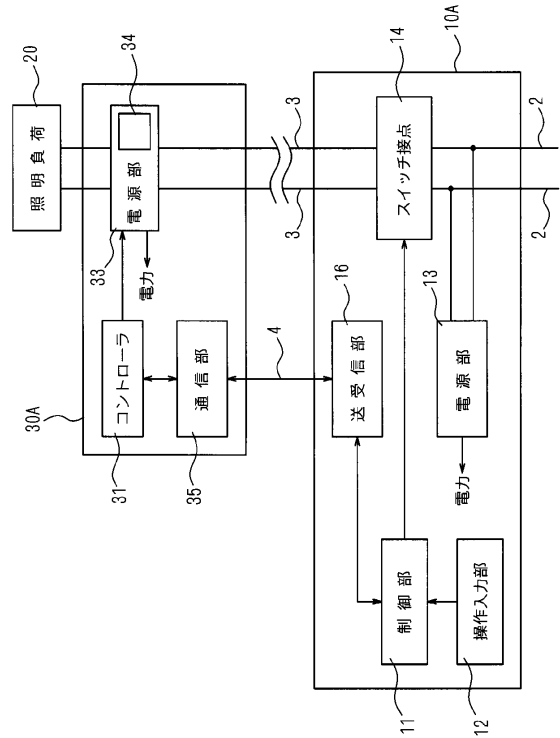 20
照明負荷
34
電源部
33
電力
30A
コントローラ
31
通信部
35
4
3
3
10A
14
スイッチ接点
16
送受信部
13
電源部
電力
2
2
制御部
11
操作入力部
12